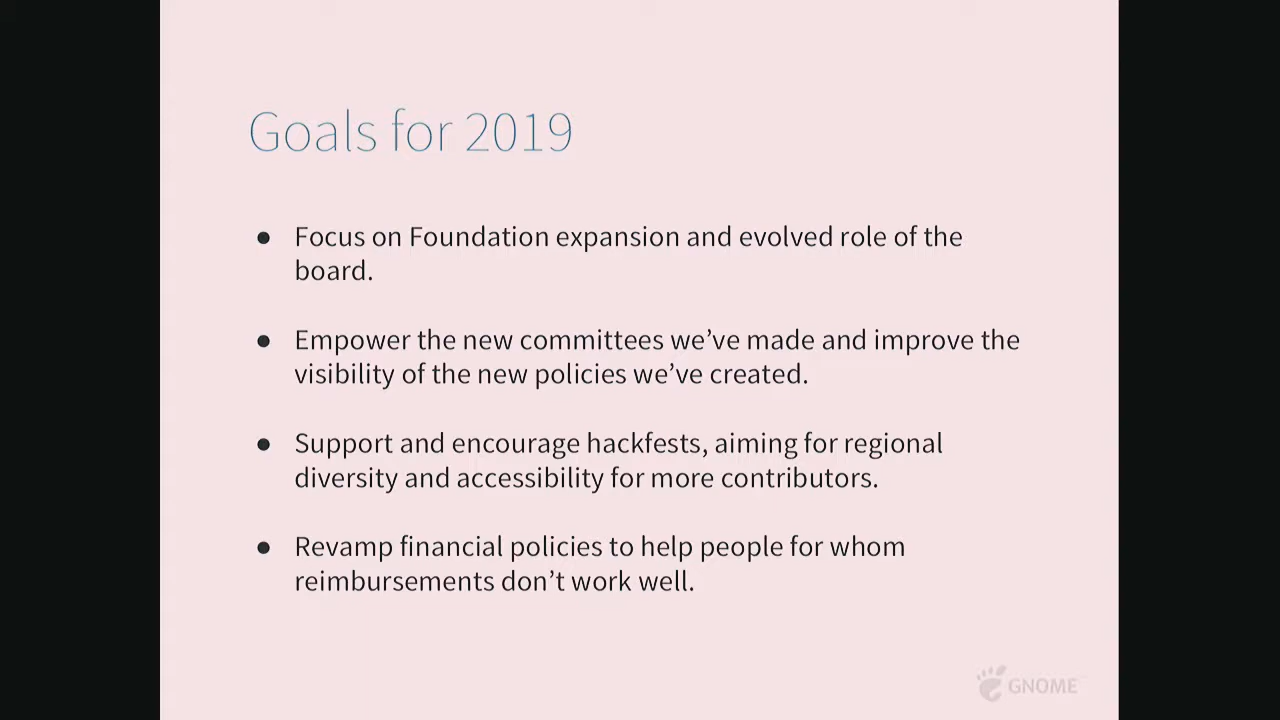 Goals for 2019
● Focus on Foundation expansion and evolved role of the
board.
● Empower the new committees we’ve made and improve the
visibility of the new policies we’ve created.
● Support and encourage hackfests, aiming for regional
diversity and accessibility for more contributors.
● Revamp financial policies to help people for whom
reimbursements don’t work well.
GNOME